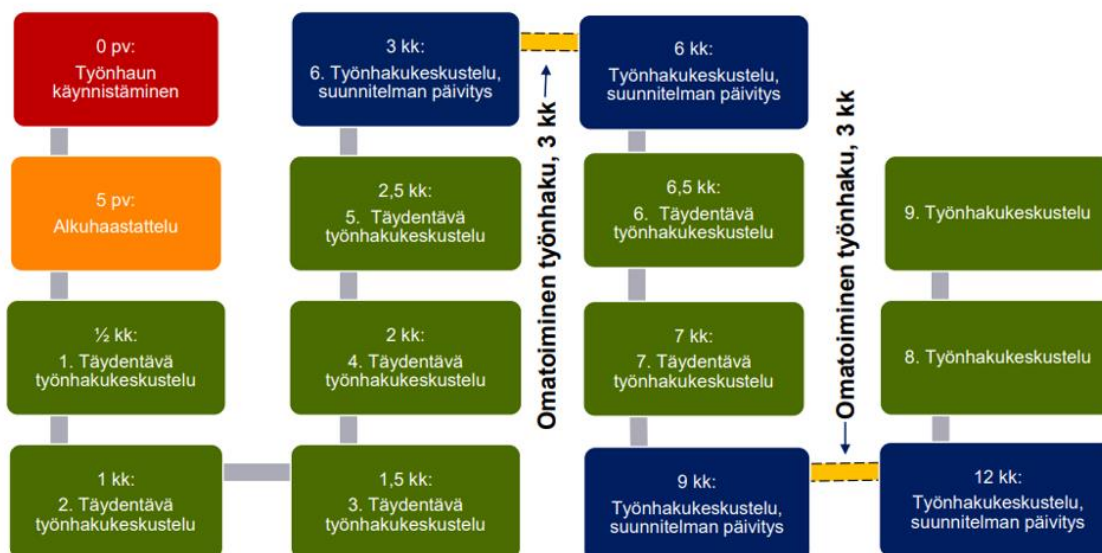 0 pv:
Työnhaun
käynnistäminen
5 pv:
Alkuhaastattelu
½ kk:
1. Täydentävä
työnhakukeskustelu
1 kk:
2. Täydentävä
työnhakukeskustelu
1,5 kk:
3. Täydentävä
työnhakukeskustelu
2 kk:
4. Täydentävä
työnhakukeskustelu
2,5 kk:
5. Täydentävä
työnhakukeskustelu
3 kk:
6. Työnhakukeskustelu,
suunnitelman päivitys
Omatoiminen työnhaku, 3 kk
6 kk:
Työnhakukeskustelu,
suunnitelman päivitys
6,5 kk:
6. Täydentävä
työnhakukeskustelu
7 kk:
7. Täydentävä
työnhakukeskustelu
9 kk:
Työnhakukeskustelu,
suunnitelman päivitys
Omatoiminen työnhaku, 3 kk
12 kk:
Työnhakukeskustelu,
suunnitelman päivitys
8. Työnhakukeskustelu
9. Työnhakukeskustelu